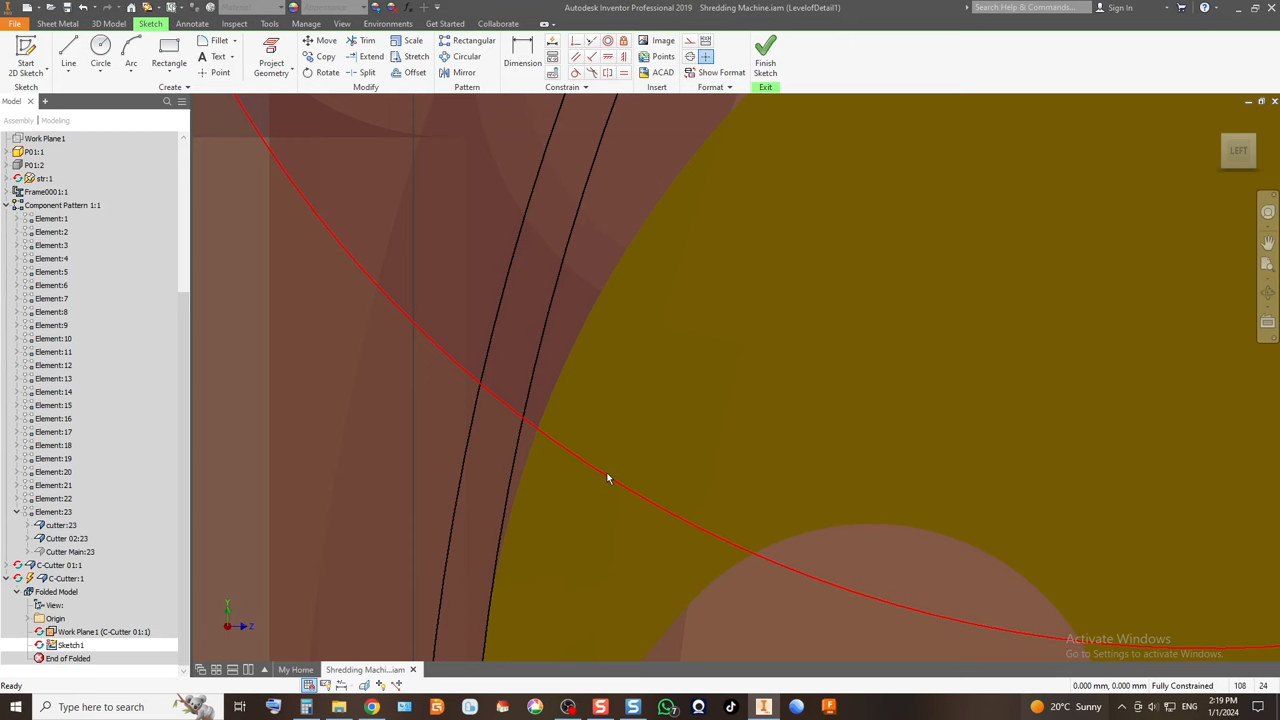 Autodesk Inventor Professional 2019 Shredding Machine.iam (LevelofDetail1)
Search Help & Commands...
Sign In
Material
File Sheet Metal 3D Model Sketch Annotate Inspect Tools Manage View Environments Get Started Collaborate
Start
2D Sketch
Line
Circle
Arc
Rectangle
Fillet
Text
Point
Project
Geometry
Move
Copy
Rotate
Trim
Extend
Split
Scale
Stretch
Offset
Rectangular
Circular
Mirror
Dimension
Image
Points
ACAD
Show Format
Finish
Sketch
Sketch Create Modify Pattern Constrain Insert Format Exit
Model
Assembly Modeling
Work Plane1
P01:1
P01:2
str:1
Frame0001:1
Component Pattern 1:1
Element:1
Element:2
Element:3
Element:4
Element:5
Element:6
Element:7
Element:8
Element:9
Element:10
Element:11
Element:12
Element:13
Element:14
Element:15
Element:16
Element:17
Element:18
Element:19
Element:20
Element:21
Element:22
Element:23
cutter:23
Cutter 02:23
Cutter Main:23
C-Cutter 01:1
C-Cutter:1
Folded Model
View:
Origin
Work Plane1 (C-Cutter 01:1)
Sketch1
End of Folded
LEFT
Y
Z
Activate Windows
Go to Settings to activate Windows.
My Home
Shredding Machi...iam
Ready
0.000 mm, 0.000 mm Fully Constrained 108 24
Type here to search
20°C Sunny
ENG
2:19 PM
1/1/2024